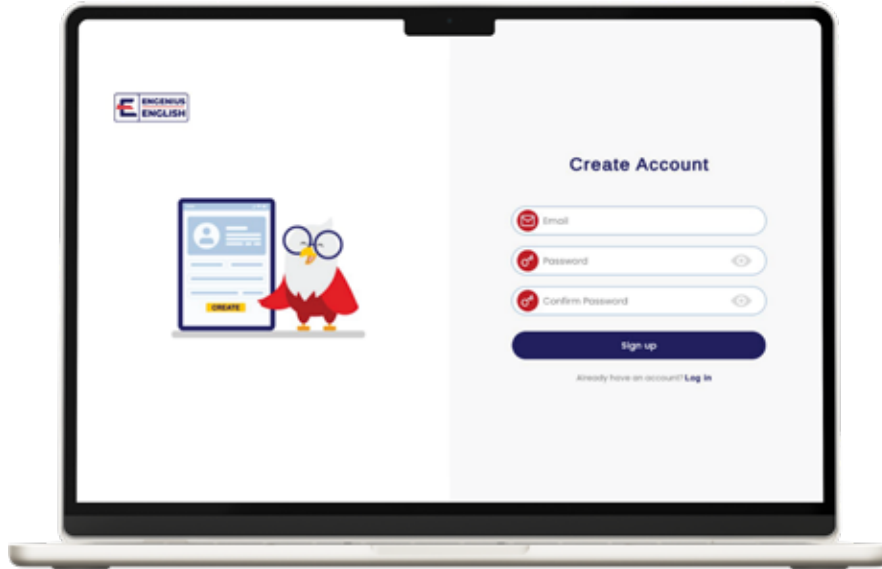 ENGENIUS
ENGLISH
CREATE
Create Account
Email
Password
Confirm Password
Sign up
Already have an account? Log in